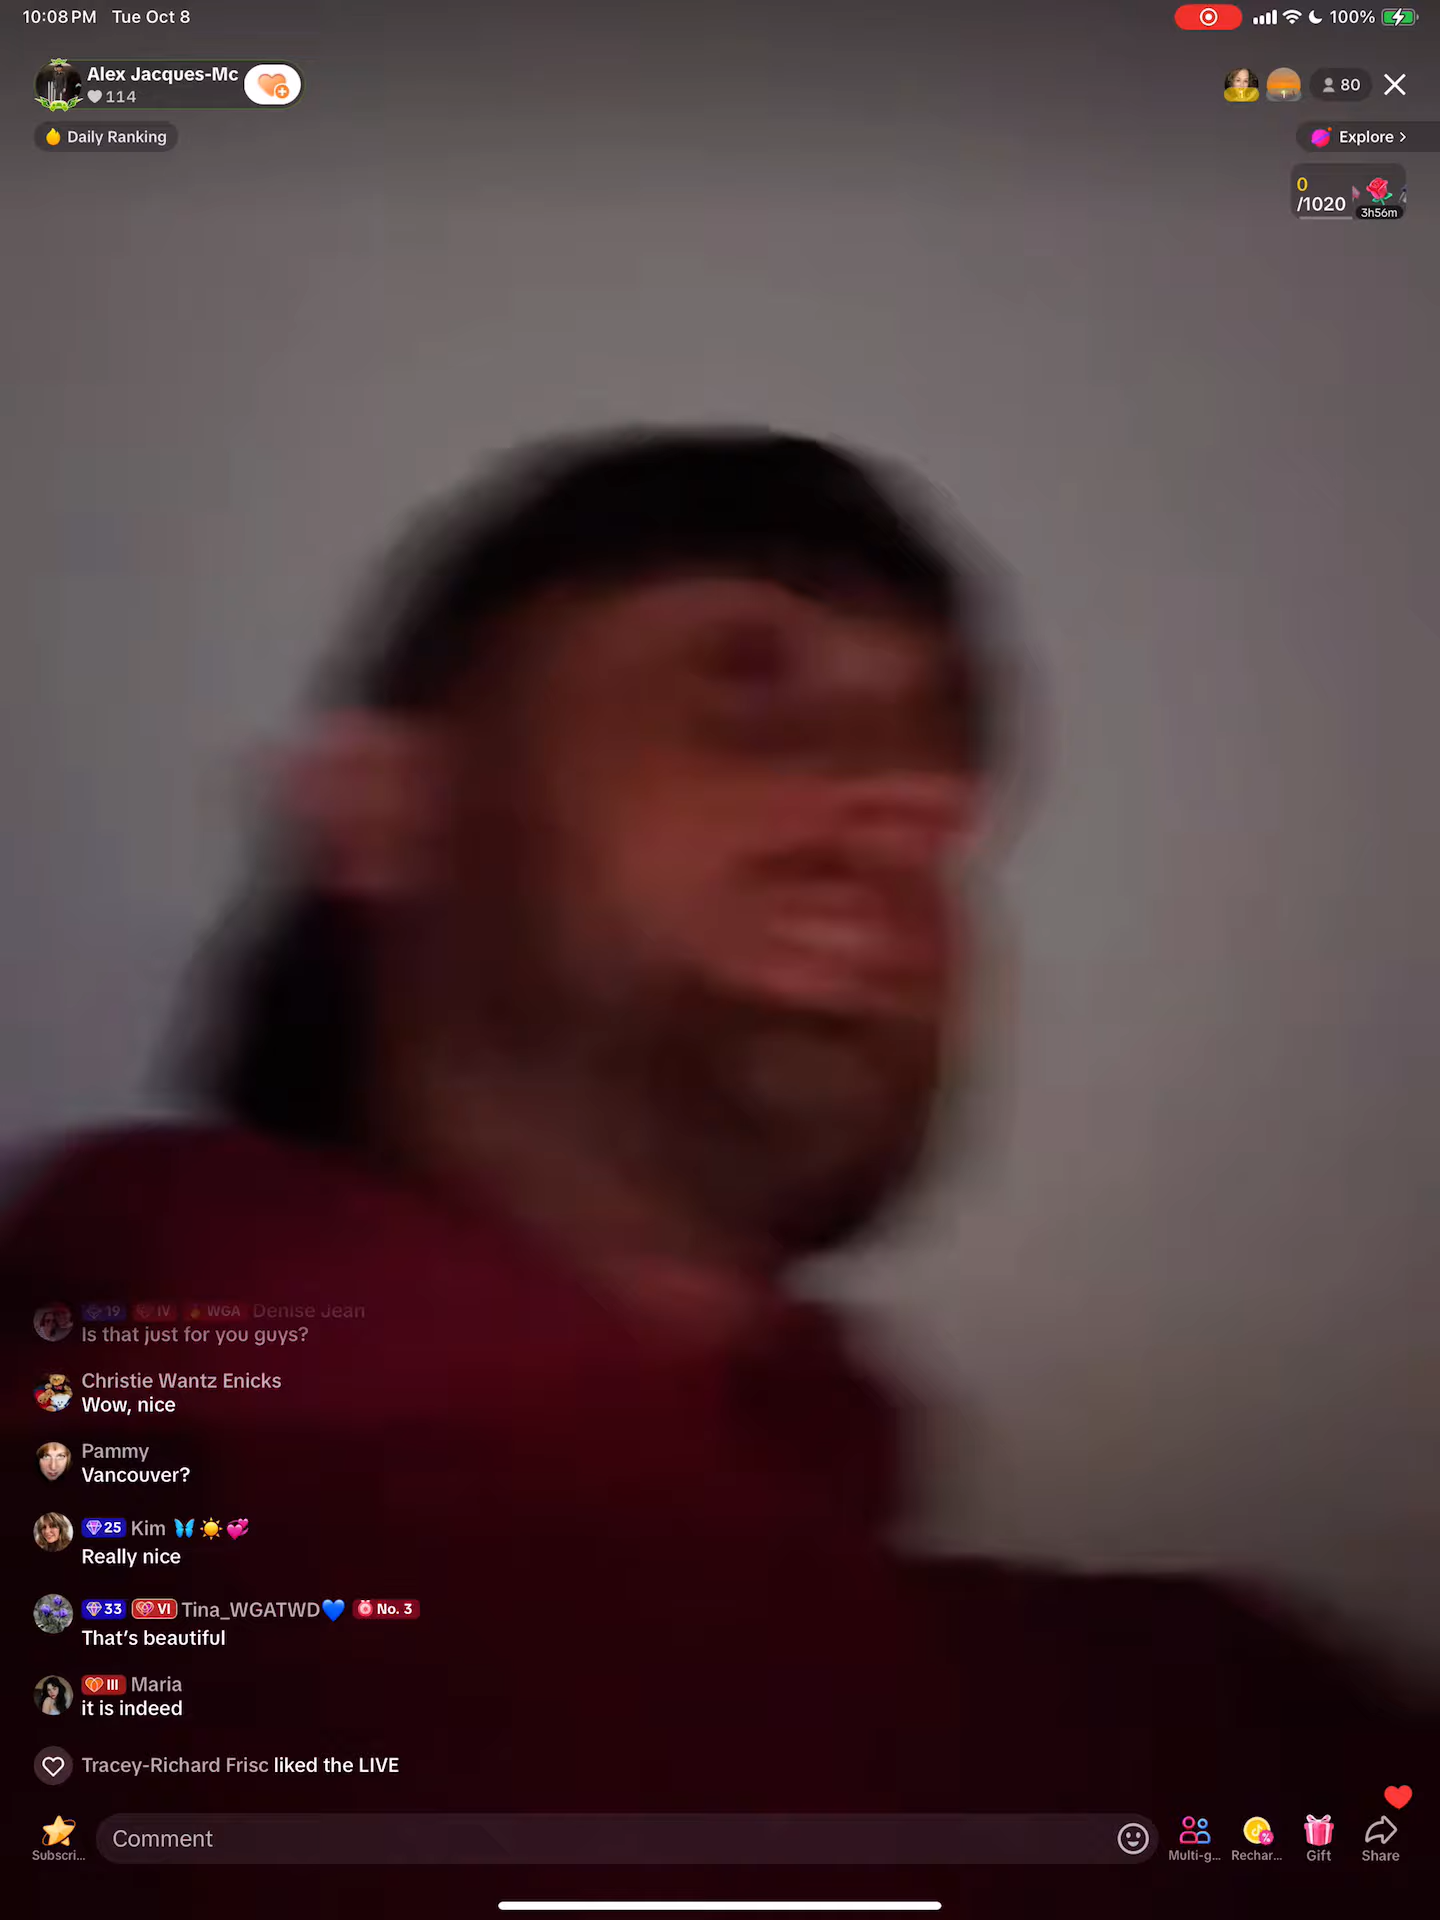 10:08 PM Tue Oct 8
100%
Alex Jacques-Mc
114
80
Daily Ranking
Explore >
0
/1020
3h56m
19 IV WGA Denise Jean
Is that just for you guys?
Christie Wantz Enicks
Wow, nice
Pammy
Vancouver?
25 Kim 🦋☀️💞
Really nice
33 VI Tina_WGATWD💙 No. 3
That's beautiful
III Maria
it is indeed
Tracey-Richard Frisc liked the LIVE
Subscri...
Comment
Multi-g...
Rechar...
Gift
Share